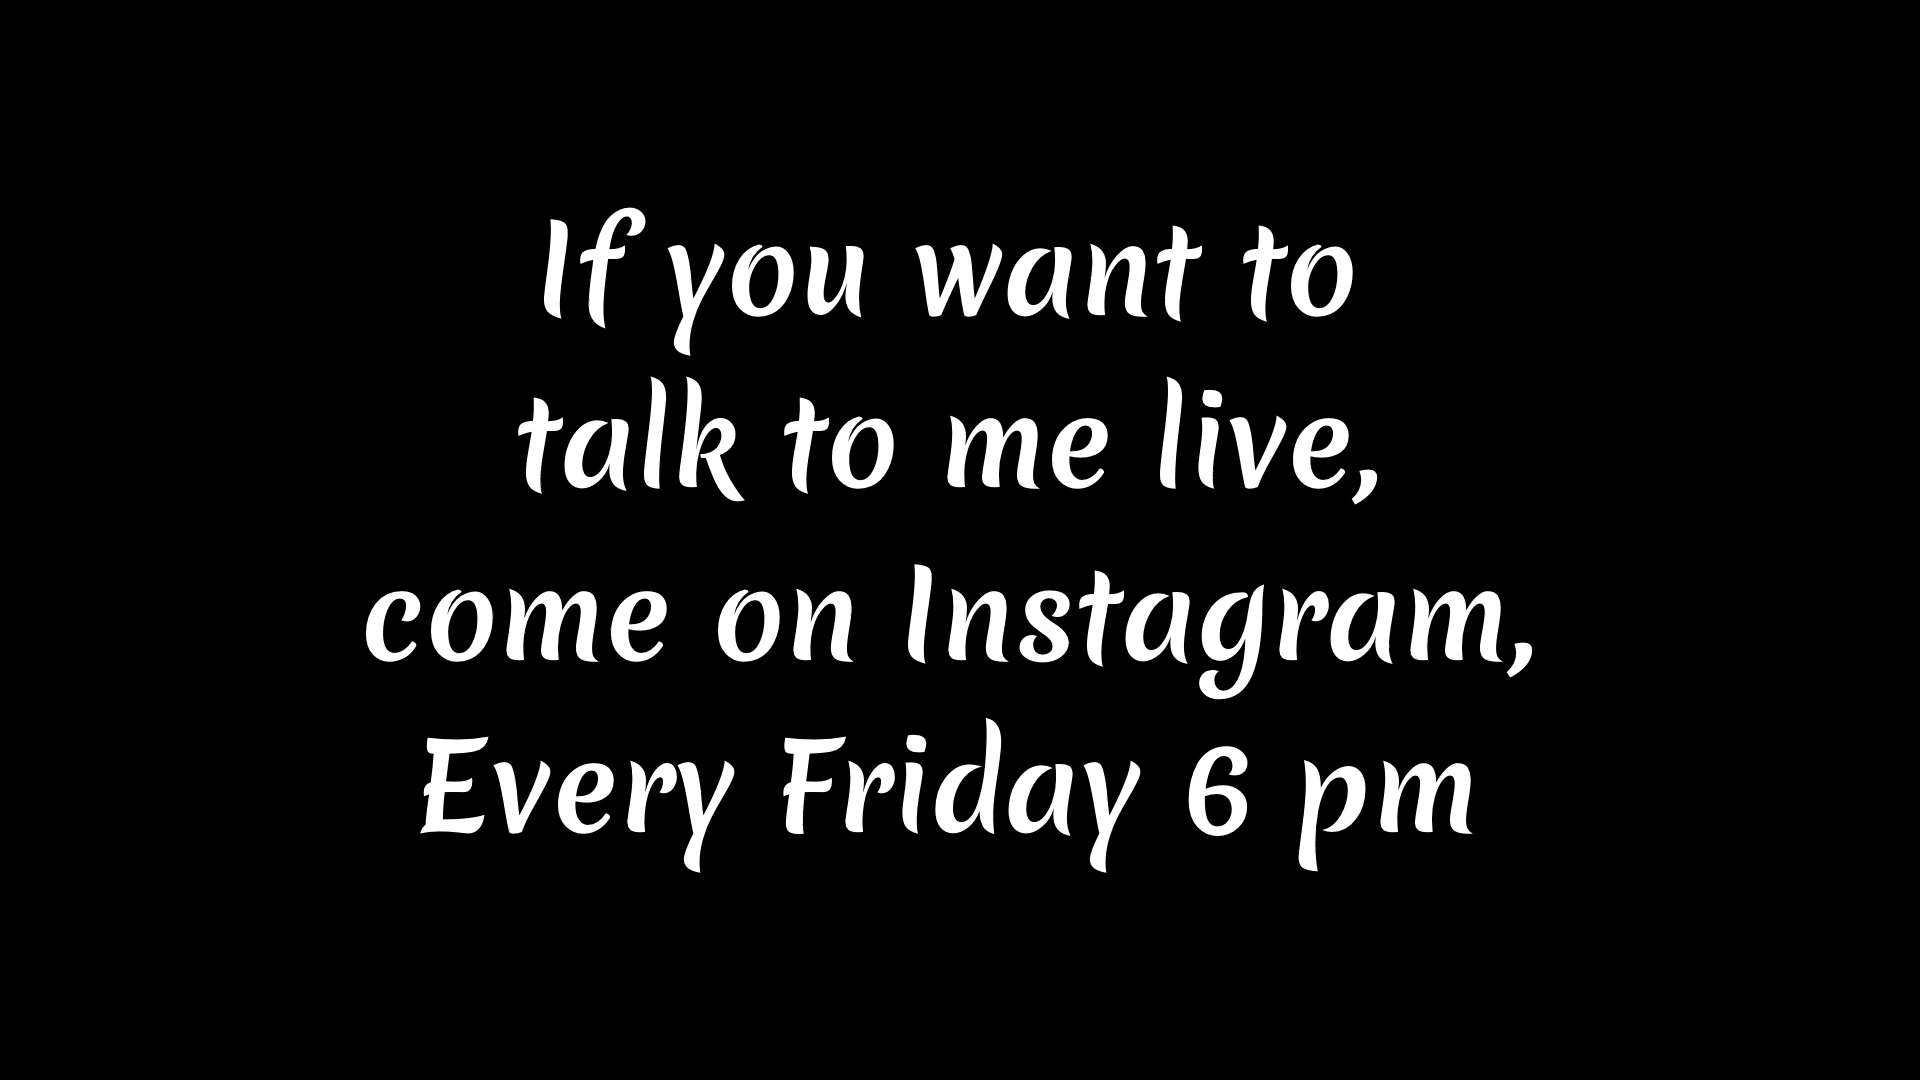 If you want to
talk to me live,
come on Instagram,
Every Friday 6 pm